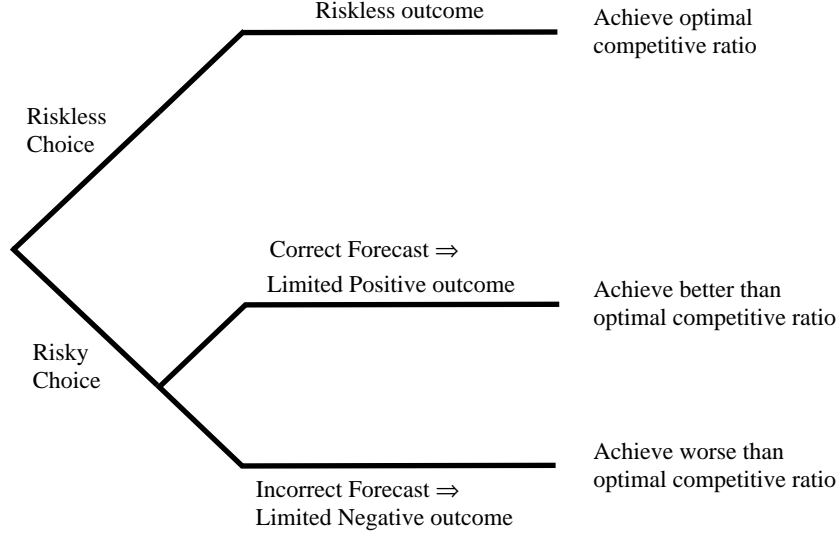 Riskless outcome
Achieve optimal
competitive ratio
Riskless
Choice
Correct Forecast ⇒
Limited Positive outcome
Achieve better than
optimal competitive ratio
Risky
Choice
Achieve worse than
optimal competitive ratio
Incorrect Forecast ⇒
Limited Negative outcome